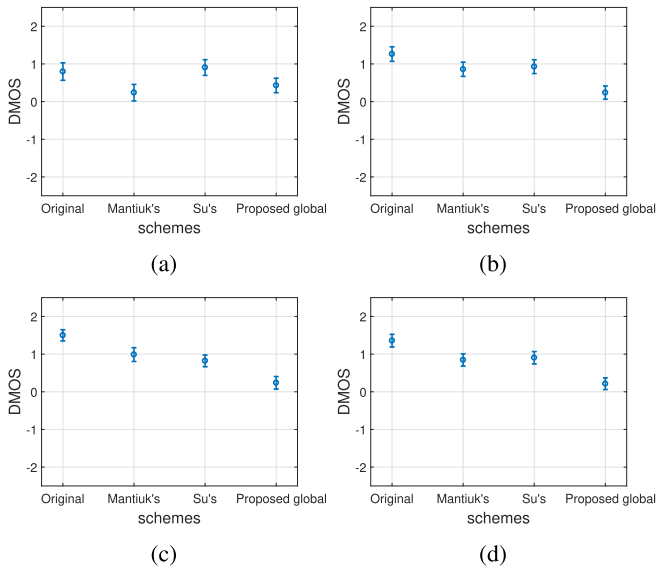 2
1
0
-1
-2
DMOS
Original Mantiuk's Su's Proposed global
schemes
(a)
2
1
0
-1
-2
DMOS
Original Mantiuk's Su's Proposed global
schemes
(b)
2
1
0
-1
-2
DMOS
Original Mantiuk's Su's Proposed global
schemes
(c)
2
1
0
-1
-2
DMOS
Original Mantiuk's Su's Proposed global
schemes
(d)